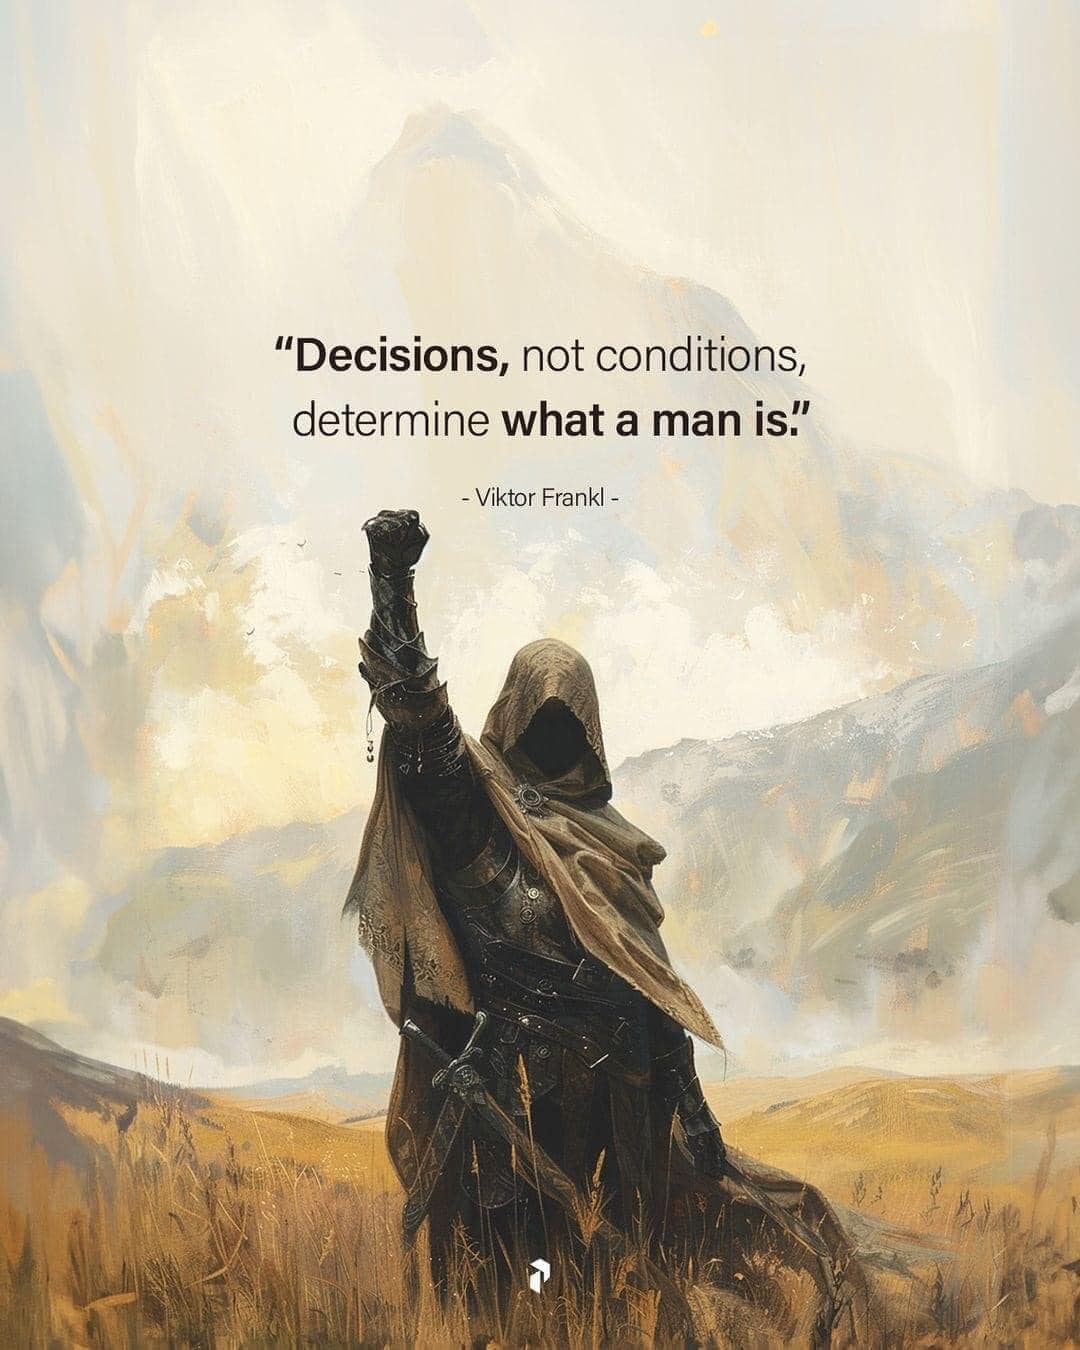 “Decisions, not conditions,
determine what a man is.”
- Viktor Frankl -